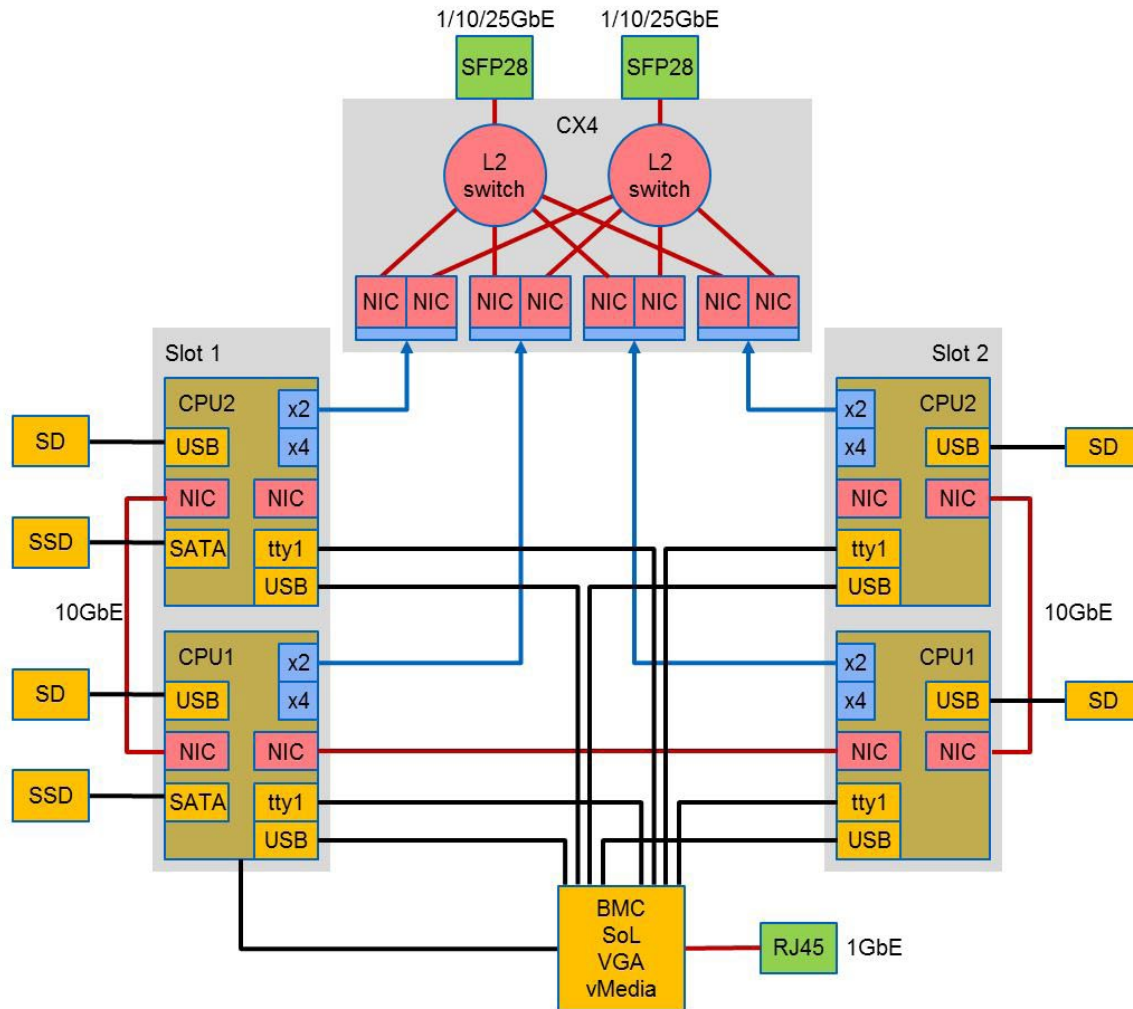 1/10/25GbE 1/10/25GbE
SFP28 SFP28
CX4
L2 L2
switch switch
NIC NIC NIC NIC NIC NIC NIC NIC
Slot 1 Slot 2
CPU2 x2 x2 CPU2
SD USB x4 x4 USB SD
NIC NIC NIC NIC
SSD SATA tty1 tty1
USB USB
10GbE 10GbE
CPU1 x2 x2 CPU1
SD USB x4 x4 USB SD
NIC NIC NIC NIC
SSD SATA tty1 tty1
USB USB
BMC
SoL
VGA
vMedia
RJ45 1GbE